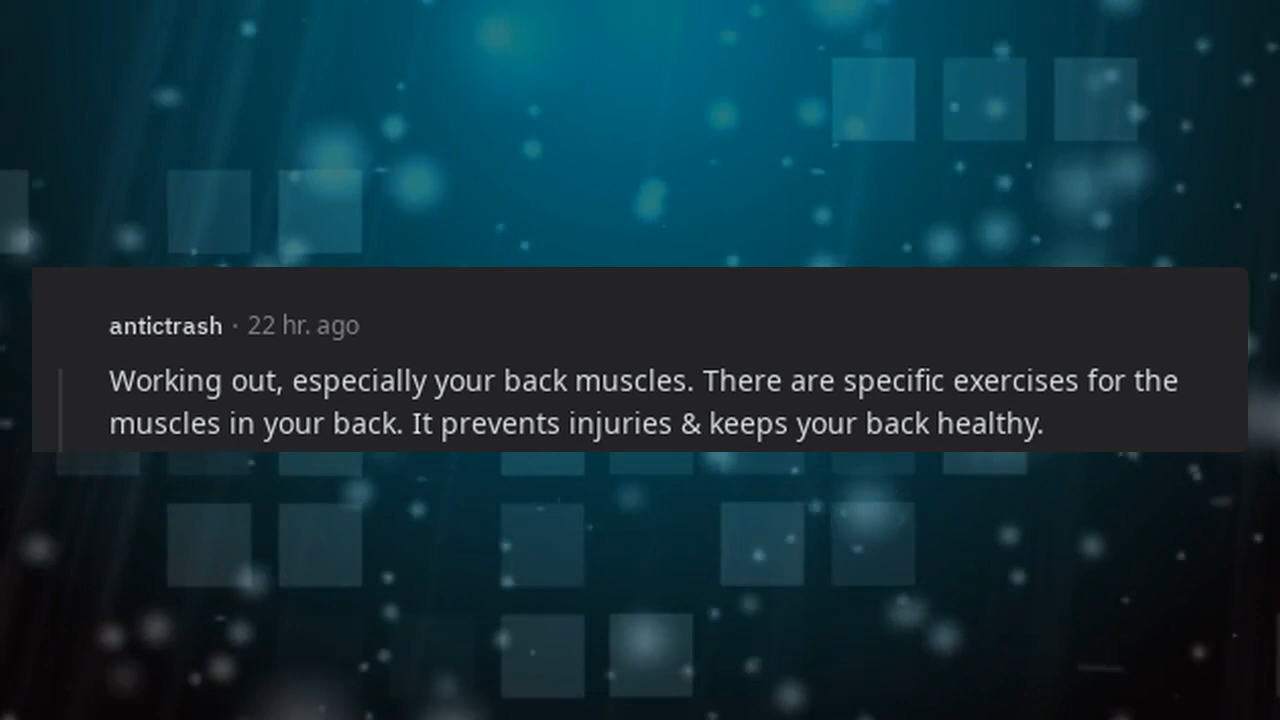 antictrash · 22 hr. ago
Working out, especially your back muscles. There are specific exercises for the
muscles in your back. It prevents injuries & keeps your back healthy.